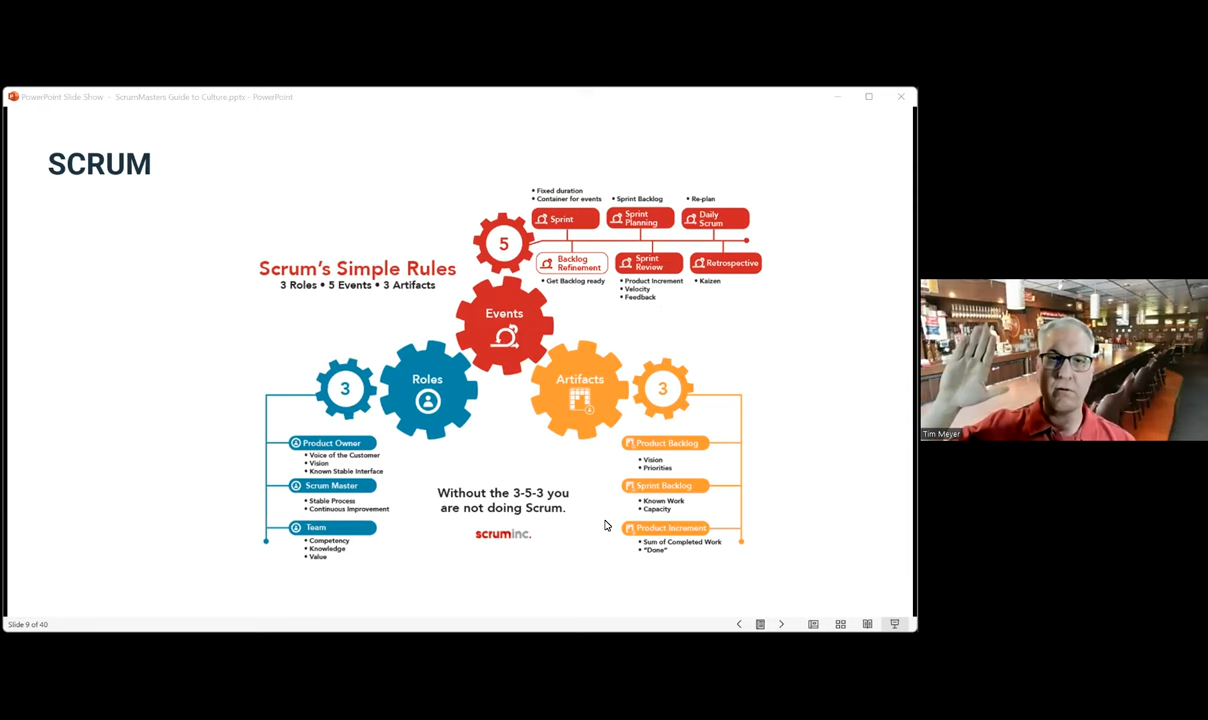 PowerPoint Slide Show - ScrumMasters Guide to Culture.pptx - PowerPoint
SCRUM
Scrum's Simple Rules
3 Roles • 5 Events • 3 Artifacts
5
• Fixed duration
• Container for events
• Sprint Backlog
• Re-plan
Sprint
Sprint
Planning
Daily
Scrum
Backlog
Refinement
Sprint
Review
Retrospective
• Get Backlog ready
• Product Increment
• Velocity
• Feedback
• Kaizen
Events
3
Roles
Artifacts
3
Product Owner
• Voice of the Customer
• Vision
• Known Stable Interface
Scrum Master
• Stable Process
• Continuous Improvement
Team
• Competency
• Knowledge
• Value
Without the 3-5-3 you
are not doing Scrum.
scruminc.
Product Backlog
• Vision
• Priorities
Sprint Backlog
• Known Work
• Capacity
Product Increment
• Sum of Completed Work
• "Done"
Tim Meyer
Slide 9 of 40